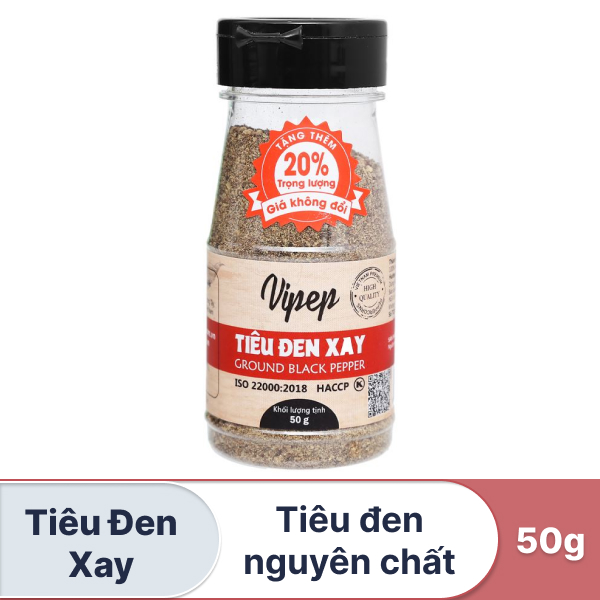 TẶNG THÊM
20%
Trọng lượng
Giá không đổi
Vipep
HIGH
QUALITY
TIÊU ĐEN XAY
GROUND BLACK PEPPER
ISO 22000:2018 HACCP K
Khối lượng tịnh
50 g
Tiêu Đen
Xay
Tiêu đen
nguyên chất
50g